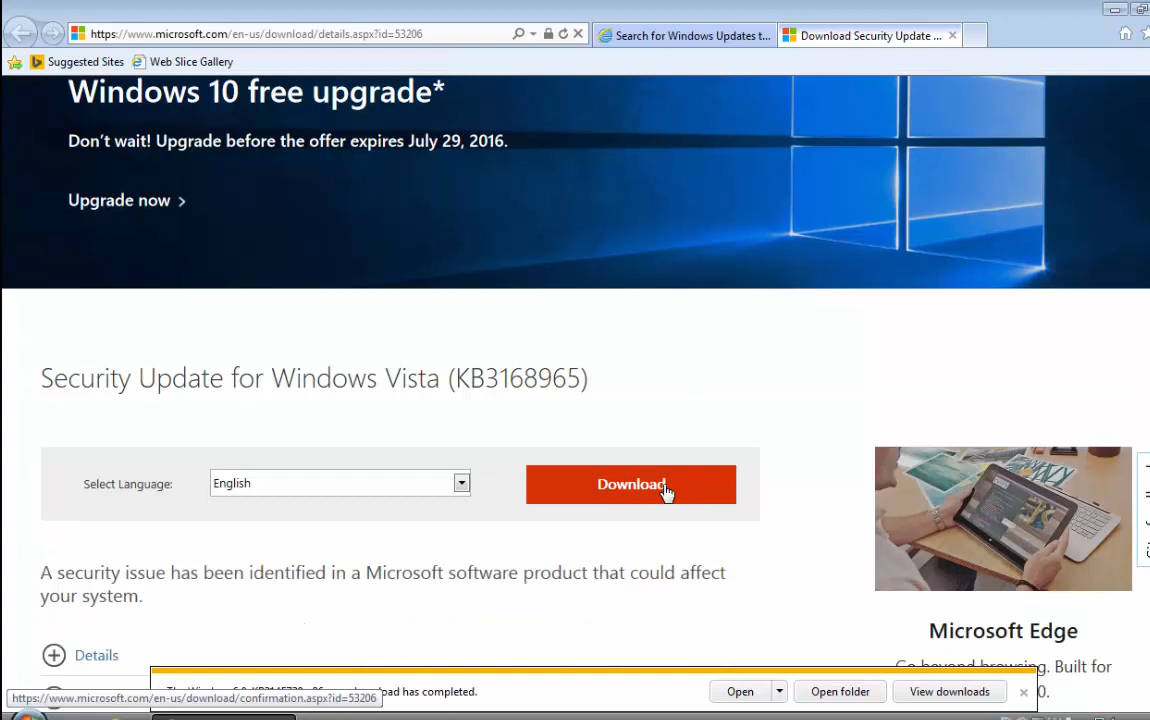 https://www.microsoft.com/en-us/download/details.aspx?id=53206
Search for Windows Updates t...
Download Security Update ...
Suggested Sites
Web Slice Gallery
Windows 10 free upgrade*
Don't wait! Upgrade before the offer expires July 29, 2016.
Upgrade now
Security Update for Windows Vista (KB3168965)
Select Language:
English
Download
A security issue has been identified in a Microsoft software product that could affect
your system.
Details
Microsoft Edge
Go beyond browsing. Built for
0.
has completed.
Open
Open folder
View downloads
https://www.microsoft.com/en-us/download/confirmation.aspx?id=53206